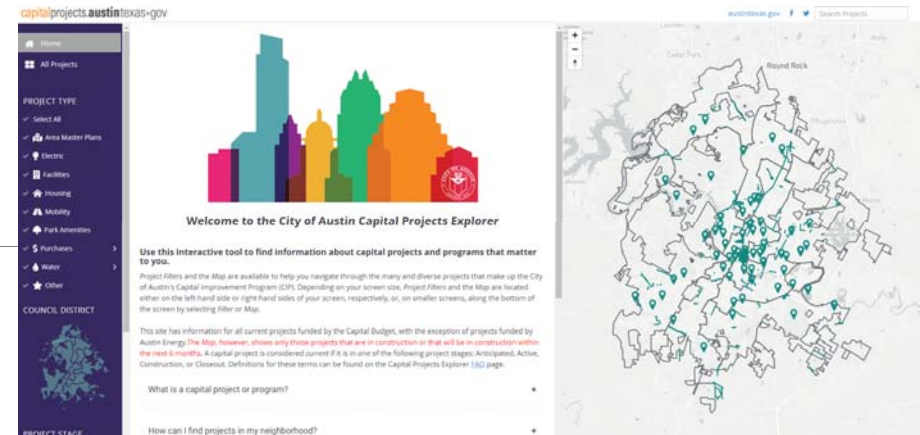 capitalprojects.austintexas.gov
austintexas.gov
Search Projects
Home
All Projects
PROJECT TYPE
Select All
Area Master Plans
Electric
Facilities
Housing
Mobility
Park Amenities
Purchases
Water
Other
COUNCIL DISTRICT
PROJECT STAGE
CITY OF AUSTIN
Welcome to the City of Austin Capital Projects Explorer
Use this interactive tool to find information about capital projects and programs that matter
to you.
Project Filters and the Map are available to help you navigate through the many and diverse projects that make up the City
of Austin's Capital Improvement Program (CIP). Depending on your screen size, Project Filters and the Map are located
either on the left hand side or right hand sides of your screen, respectively, or, on smaller screens, along the bottom of
the screen by selecting Filter or Map.
This site has information for all current projects funded by the Capital Budget, with the exception of projects funded by
Austin Energy.The Map, however, shows only those projects that are in construction or that will be in construction within
the next 6 months. A capital project is considered current if it is in one of the following project stages: Anticipated, Active,
Construction, or Closeout. Definitions for these terms can be found on the Capital Projects Explorer FAQ page.
What is a capital project or program? +
How can I find projects in my neighborhood? +
Cedar Park
Round Rock
Pflugerville